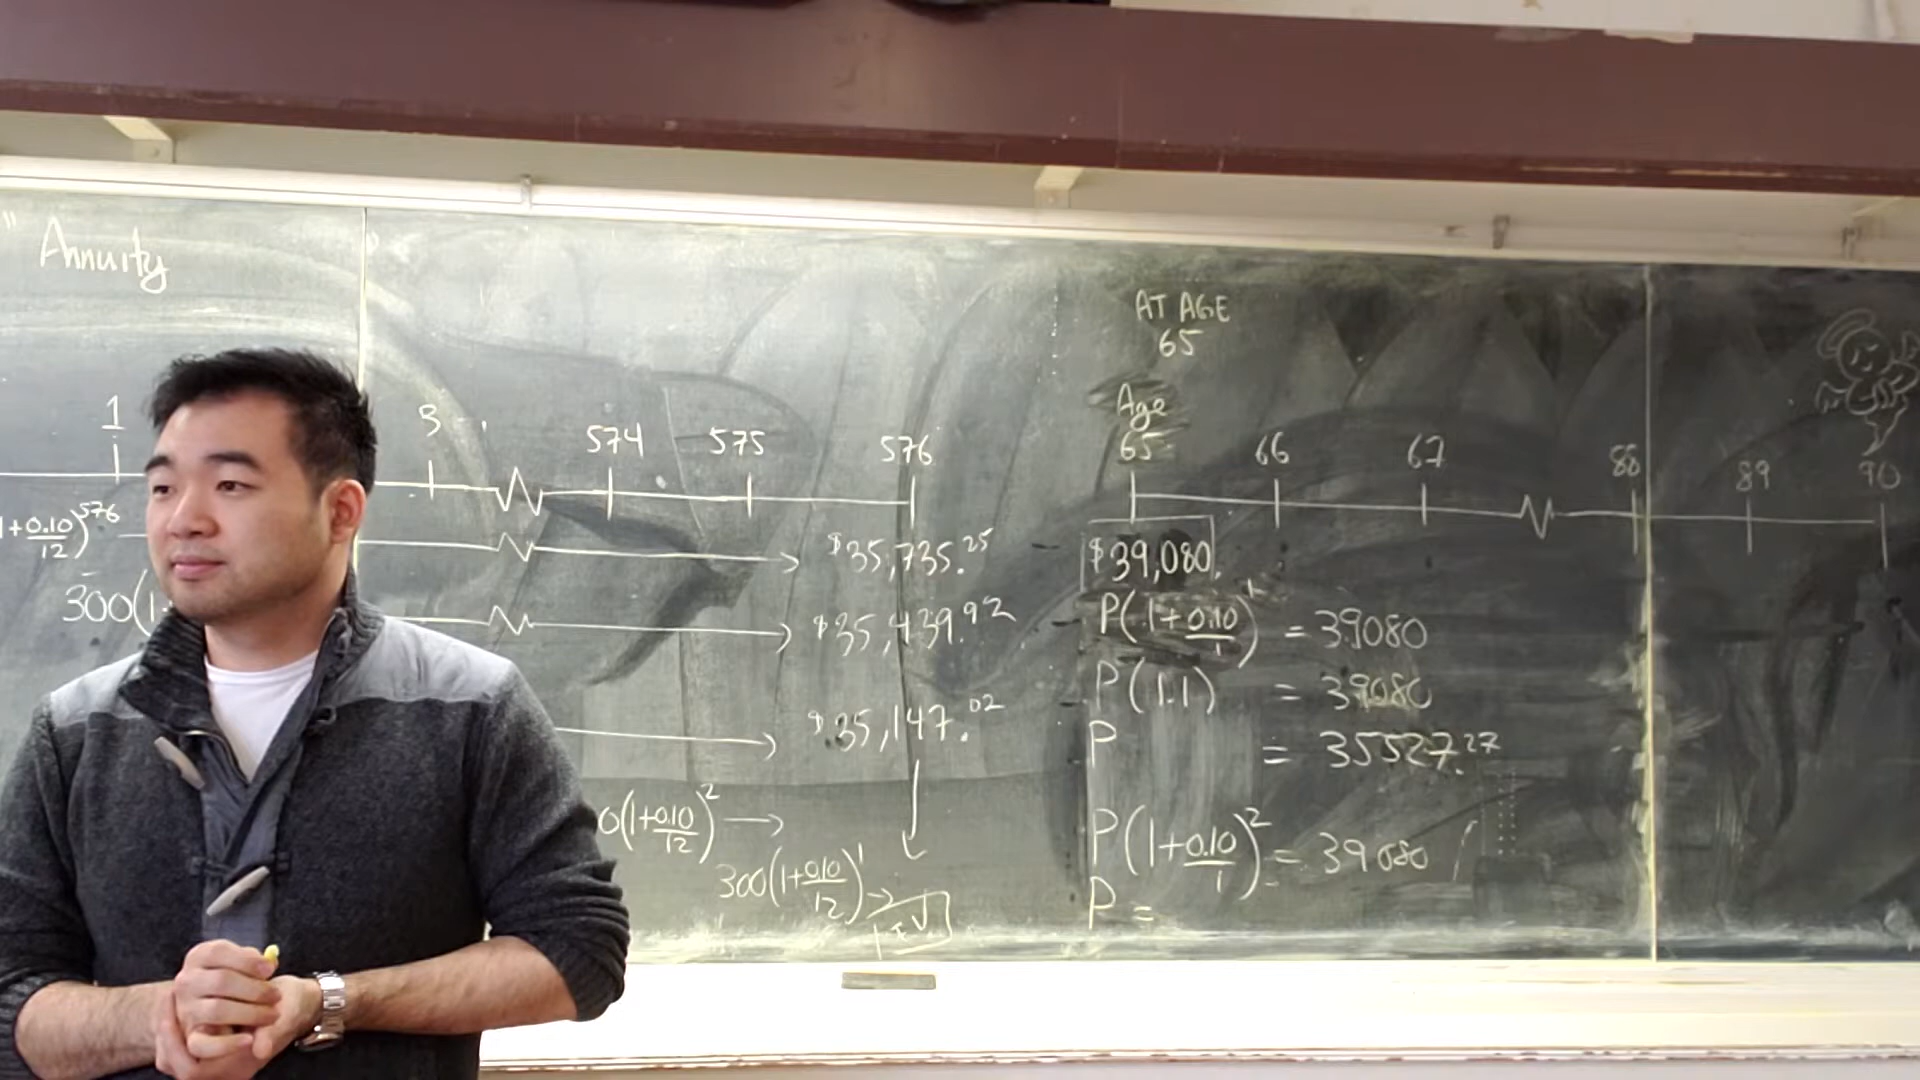 " Annuity
1 3 574 575 576
1+0.10/12)^576
$35,735.25
300(1
$35,439.92
$35,147.02
0(1+0.10/12)^2 →
300(1+0.10/12)^1 →
F.V.
AT AGE
65
Age
65 66 67 88 89 90
$39,080.
P(1+0.10/1)^1 = 39080
P(1.1) = 39080
P = 35527.27
P(1+0.10/1)^2 = 39080
P =